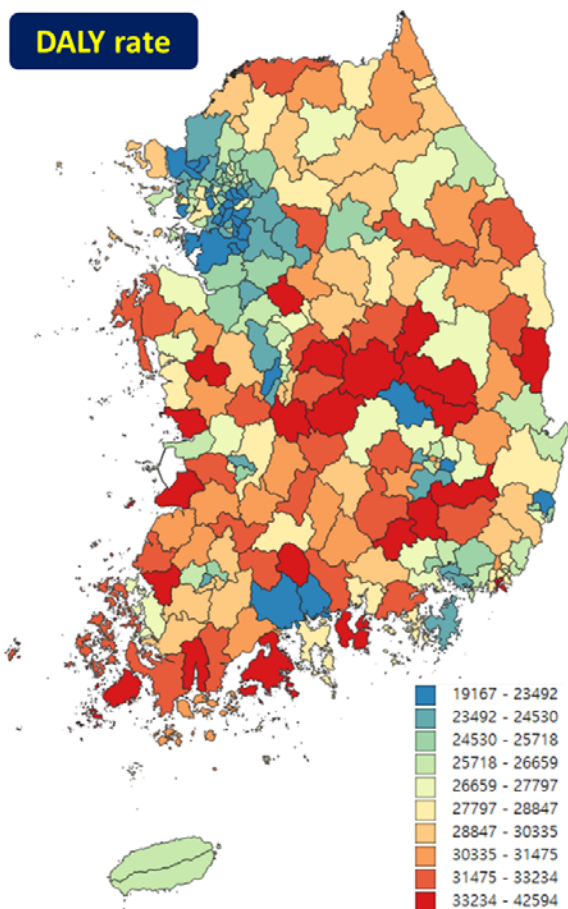 DALY rate
19167 - 23492
23492 - 24530
24530 - 25718
25718 - 26659
26659 - 27797
27797 - 28847
28847 - 30335
30335 - 31475
31475 - 33234
33234 - 42594